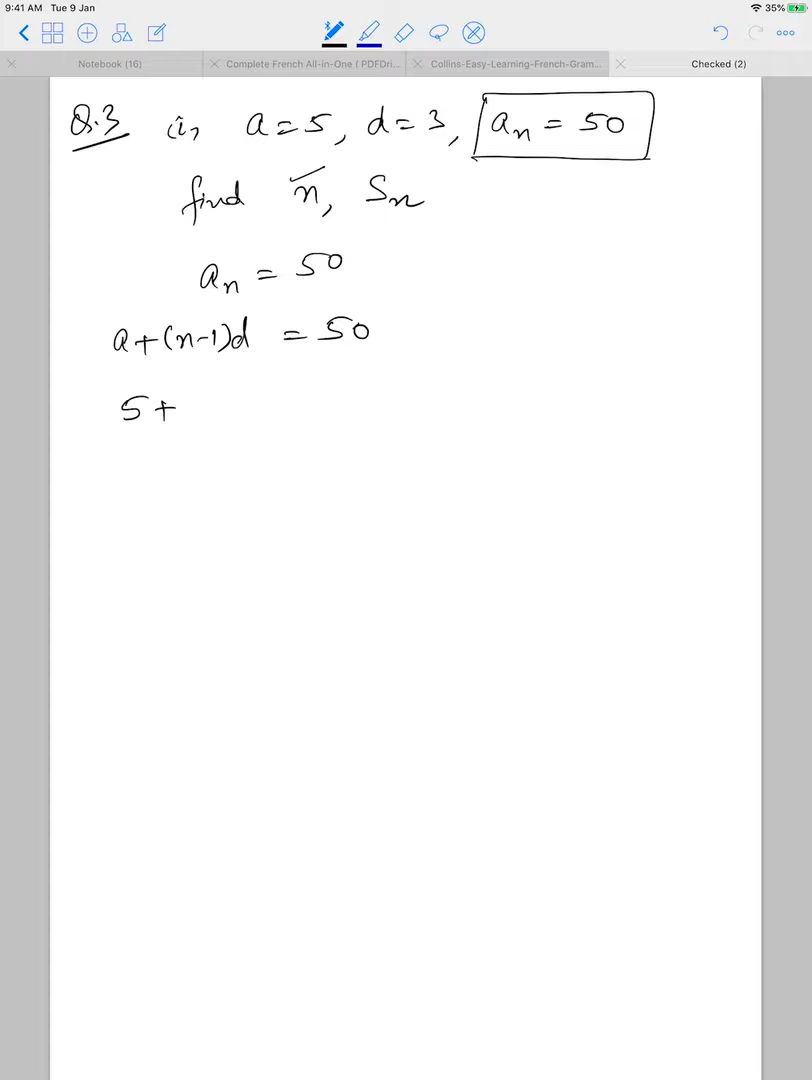 9:41 AM Tue 9 Jan 35%
Notebook (16) Complete French All-in-One ( PDFDri... Collins-Easy-Learning-French-Gram... Checked (2)
Q.3 (i) a = 5, d = 3, an = 50
find n, Sn
an = 50
a + (n-1)d = 50
5 +